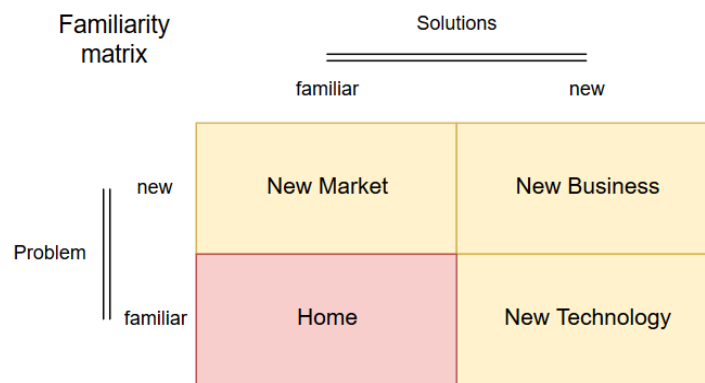 Familiarity
matrix
Solutions
familiar
new
new
New Market
New Business
Problem
familiar
Home
New Technology